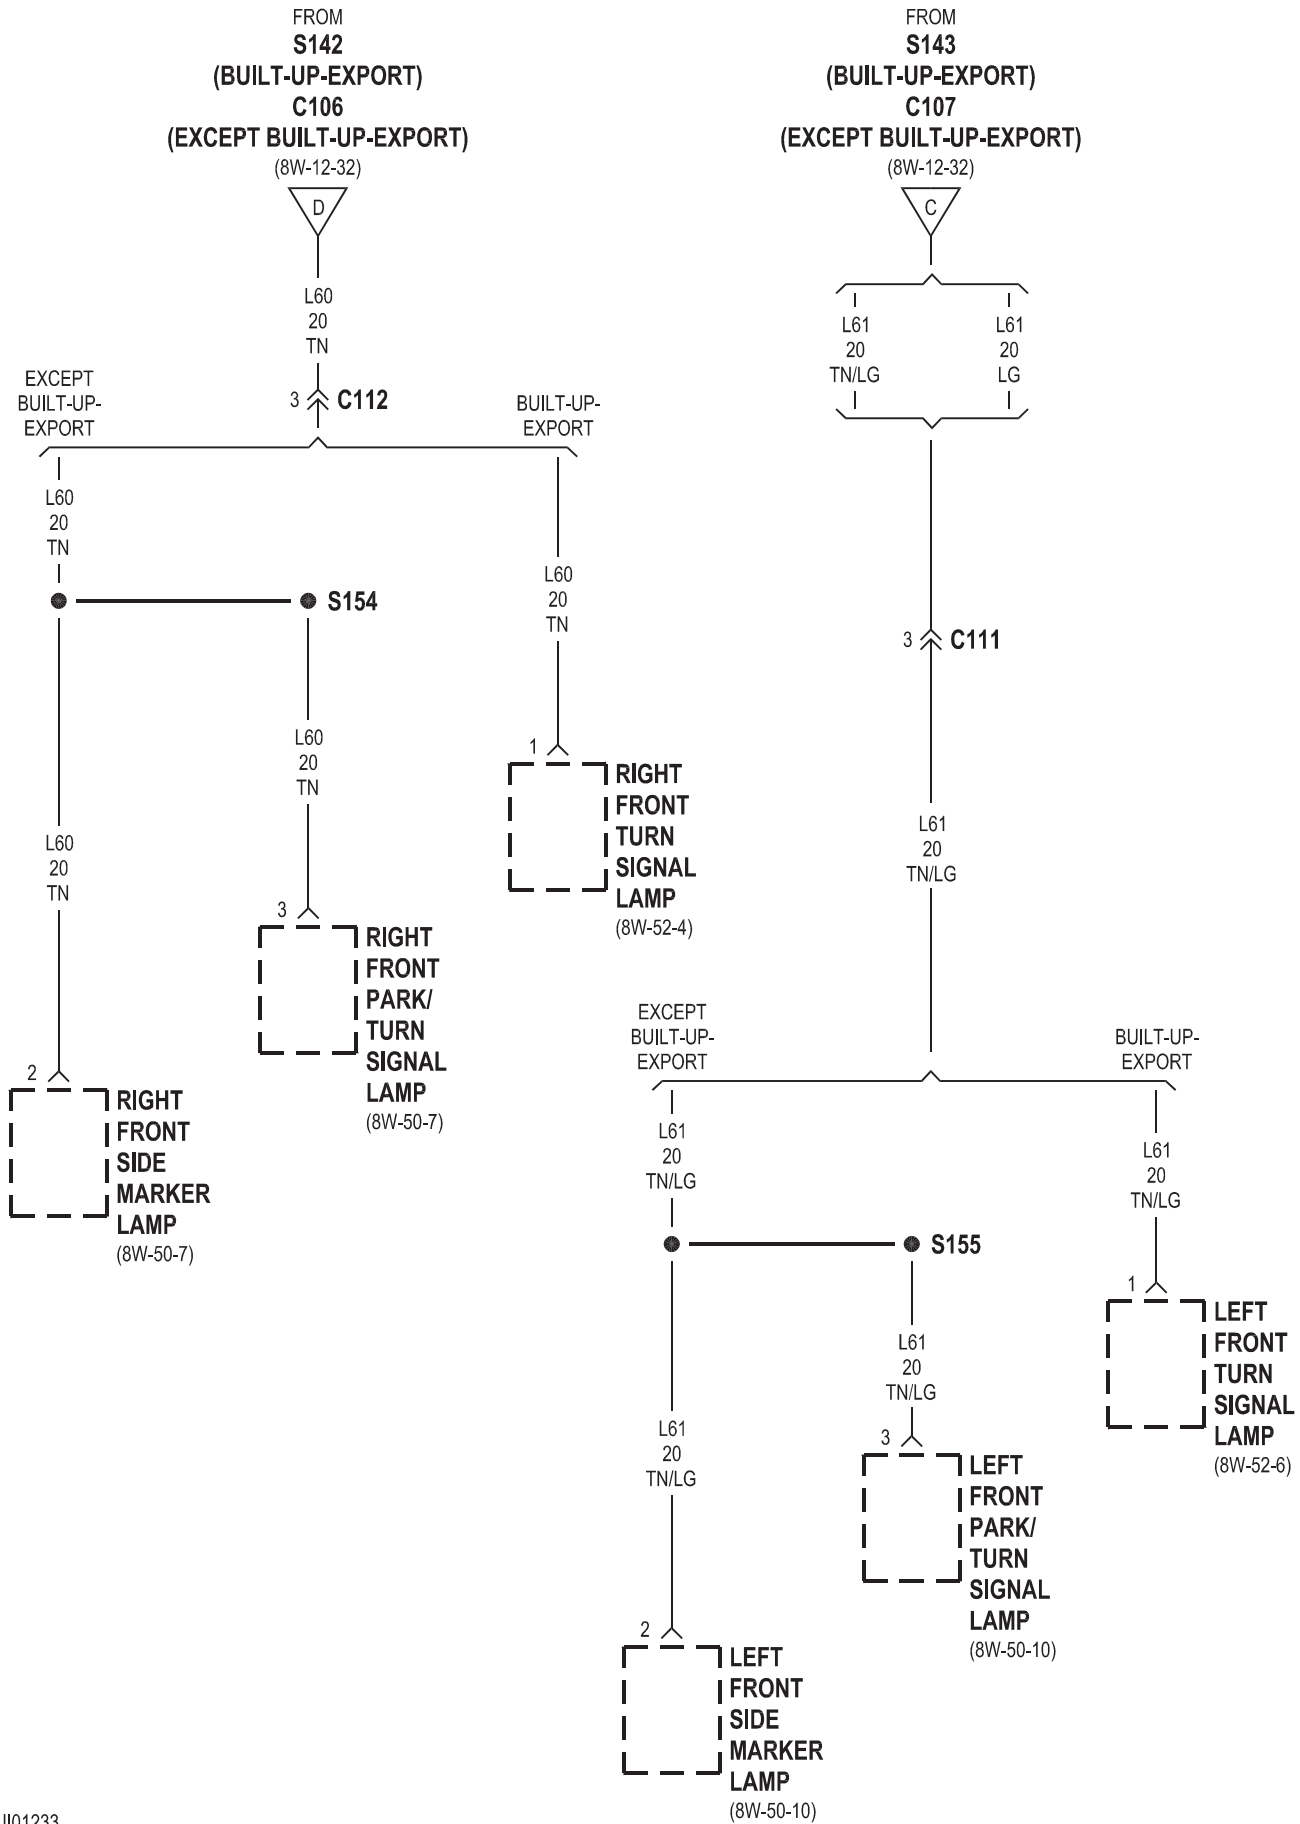 FROM
S142
(BUILT-UP-EXPORT)
C106
(EXCEPT BUILT-UP-EXPORT)
(8W-12-32)
D
L60
20
TN
3
C112
EXCEPT
BUILT-UP-
EXPORT
BUILT-UP-
EXPORT
L60
20
TN
S154
L60
20
TN
L60
20
TN
L60
20
TN
1
RIGHT
FRONT
TURN
SIGNAL
LAMP
(8W-52-4)
3
RIGHT
FRONT
PARK/
TURN
SIGNAL
LAMP
(8W-50-7)
2
RIGHT
FRONT
SIDE
MARKER
LAMP
(8W-50-7)
FROM
S143
(BUILT-UP-EXPORT)
C107
(EXCEPT BUILT-UP-EXPORT)
(8W-12-32)
C
L61
20
TN/LG
L61
20
LG
3
C111
L61
20
TN/LG
EXCEPT
BUILT-UP-
EXPORT
BUILT-UP-
EXPORT
L61
20
TN/LG
L61
20
TN/LG
S155
1
LEFT
FRONT
TURN
SIGNAL
LAMP
(8W-52-6)
L61
20
TN/LG
L61
20
TN/LG
3
LEFT
FRONT
PARK/
TURN
SIGNAL
LAMP
(8W-50-10)
2
LEFT
FRONT
SIDE
MARKER
LAMP
(8W-50-10)